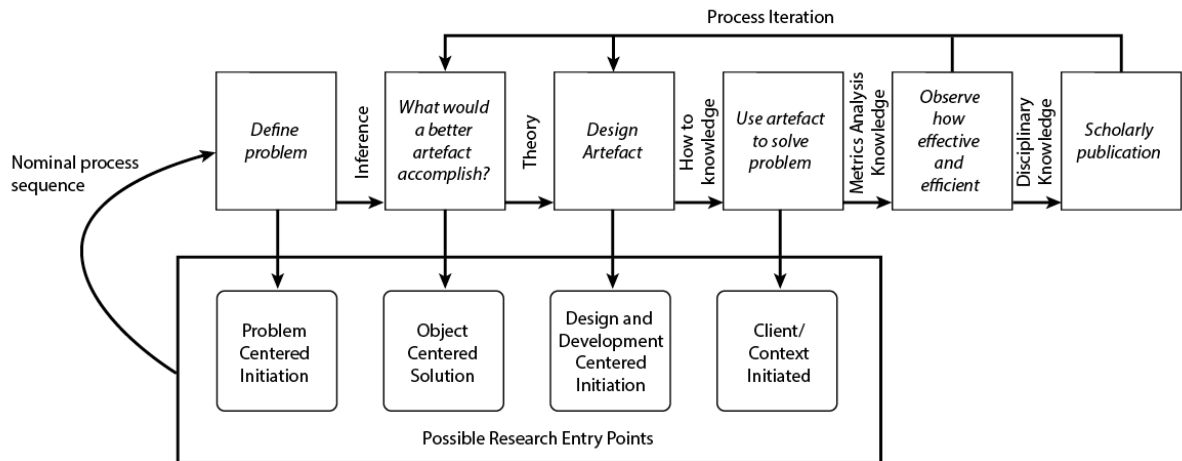 Process Iteration
Nominal process
sequence
Define
problem
Inference
What would
a better
artefact
accomplish?
Theory
Design
Artefact
How to
knowledge
Use artefact
to solve
problem
Metrics Analysis
Knowledge
Observe
how
effective
and
efficient
Disciplinary
Knowledge
Scholarly
publication
Problem
Centered
Initiation
Object
Centered
Solution
Design and
Development
Centered
Initiation
Client/
Context
Initiated
Possible Research Entry Points